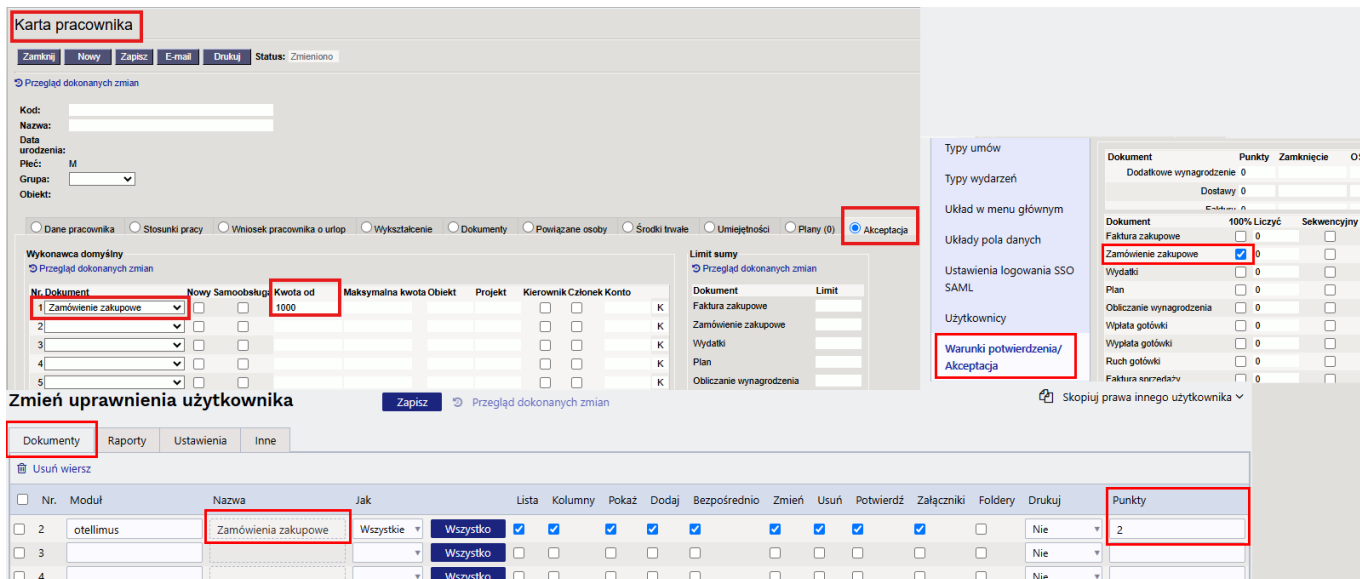 Karta pracownika
Zamknij Nowy Zapisz E-mail Drukuj Status: Zmieniono
Przegląd dokonanych zmian
Kod:
Nazwa:
Data urodzenia:
Płeć: M
Grupa:
Obiekt:
Dane pracownika Stosunki pracy Wniosek pracownika o urlop Wykształcenie Dokumenty Powiązane osoby Środki trwałe Umiejętności Plany (0) Akceptacja
Wykonawca domyślny
Przegląd dokonanych zmian
Nr. Dokument Nowy Samoobsługa Kwota od Maksymalna kwota Obiekt Projekt Kierownik Członek Konto
1 Zamówienie zakupowe 1000 K
2 K
3 K
4 K
5 K
Limit sumy
Przegląd dokonanych zmian
Dokument Limit
Faktura zakupowe
Zamówienie zakupowe
Wydatki
Plan
Obliczanie wynagrodzenia
Typy umów
Typy wydarzeń
Układ w menu głównym
Układy pola danych
Ustawienia logowania SSO
SAML
Użytkownicy
Warunki potwierdzenia/
Akceptacja
Dokument Punkty Zamknięcie
Dodatkowe wynagrodzenie 0
Dostawy 0
Dokument 100% Liczyć Sekwencyjny
Faktura zakupowe 0
Zamówienie zakupowe 0
Wydatki 0
Plan 0
Obliczanie wynagrodzenia 0
Wpłata gotówki 0
Wypłata gotówki 0
Ruch gotówki 0
Faktura sprzedaży 0
Zmień uprawnienia użytkownika Zapisz Przegląd dokonanych zmian Skopiuj prawa innego użytkownika
Dokumenty Raporty Ustawienia Inne
Usuń wiersz
Nr. Moduł Nazwa Jak Lista Kolumny Pokaż Dodaj Bezpośrednio Zmień Usuń Potwierdź Załączniki Foldery Drukuj Punkty
2 otellimus Zamówienia zakupowe Wszystkie Wszystko Nie 2
3 Wszystko Nie
4 Wszystko Nie